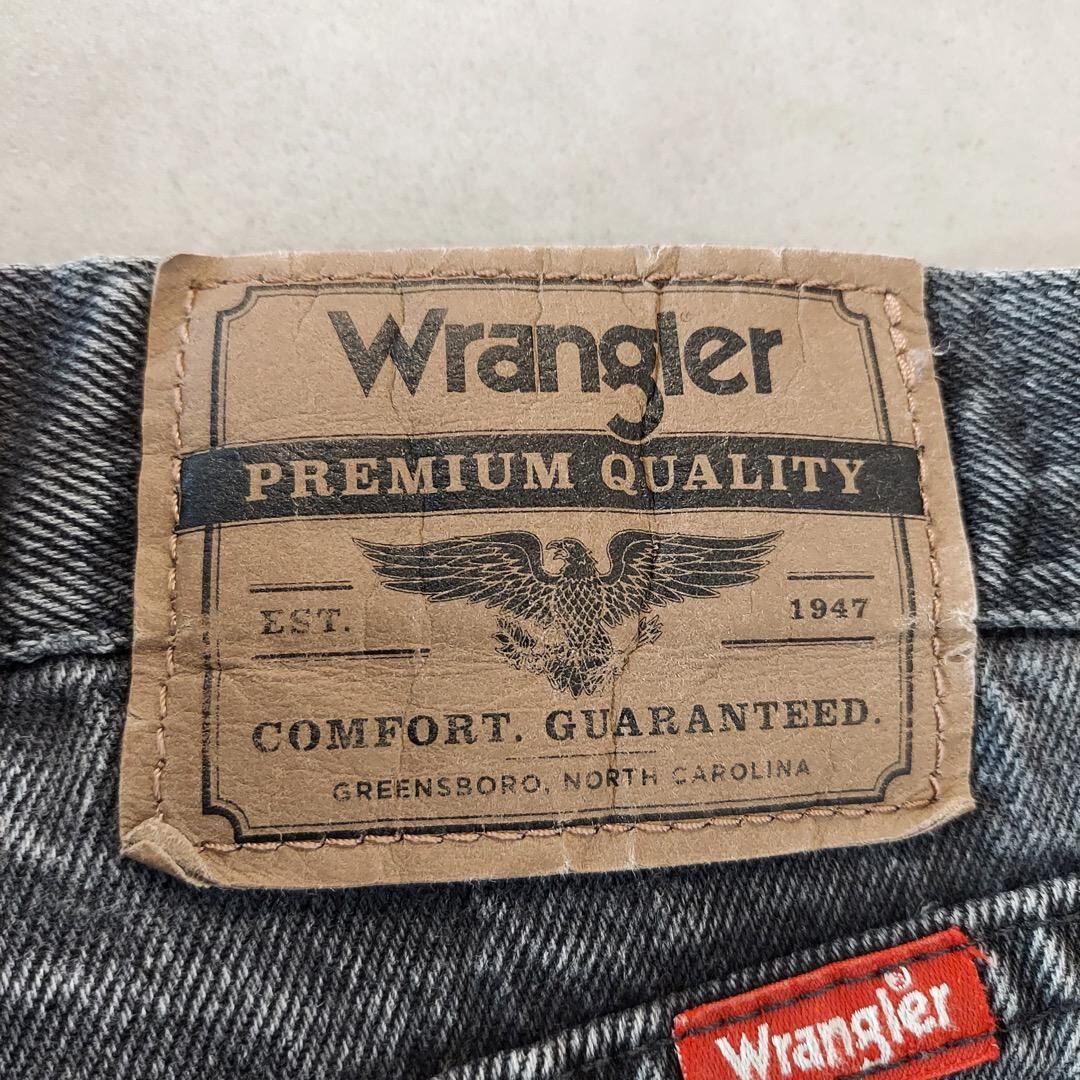 Wrangler®
PREMIUM QUALITY
EST. 1947
COMFORT. GUARANTEED.
GREENSBORO, NORTH CAROLINA
Wrangler®